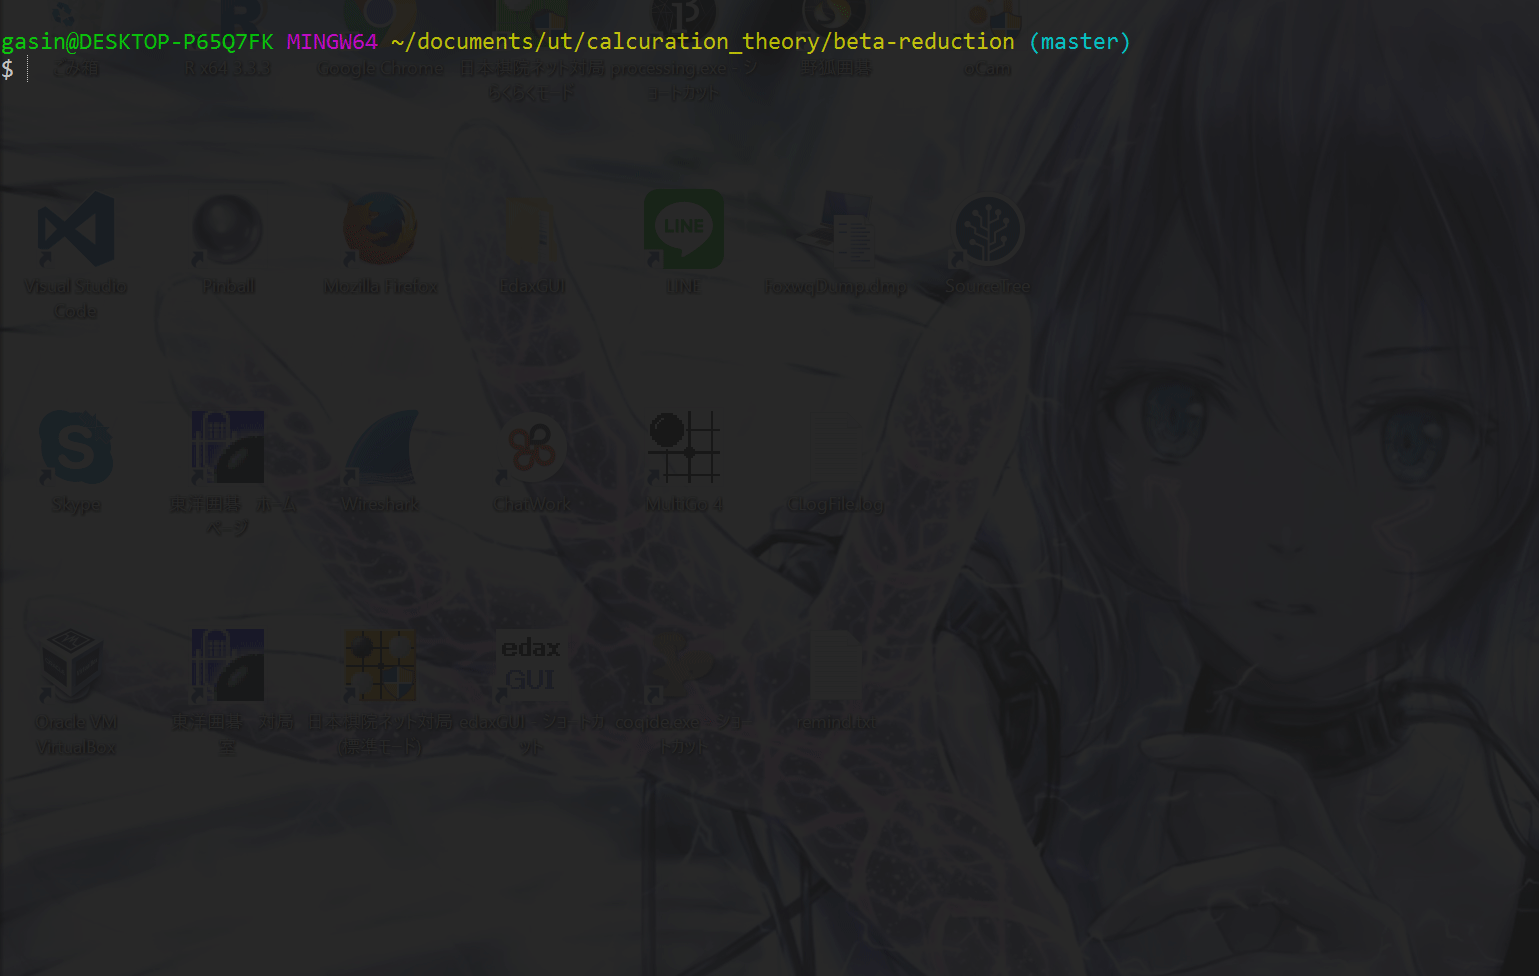 gasin@DESKTOP-P65Q7FK MINGW64 ~/documents/ut/calcuration_theory/beta-reduction (master)
$
ごみ箱 R x64 3.3.3 Google Chrome 日本棋院ネット対局 processing.exe - シ 野狐囲碁 oCam
らくらくモード ョートカット
LINE
Visual Studio Pinball Mozilla Firefox EdaxGUI LINE foxwqDump.dmp SourceTree
Code
Skype 東洋囲碁 ホーム Wireshark ChatWork MultiGo 4 CLogFile.log
ページ
edax
GUI
Oracle VM 東洋囲碁 対局 日本棋院ネット対局 edaxGUI - ショートカ coqide.exe - ショー remind.txt
VirtualBox 室 (標準モード) ット トカット